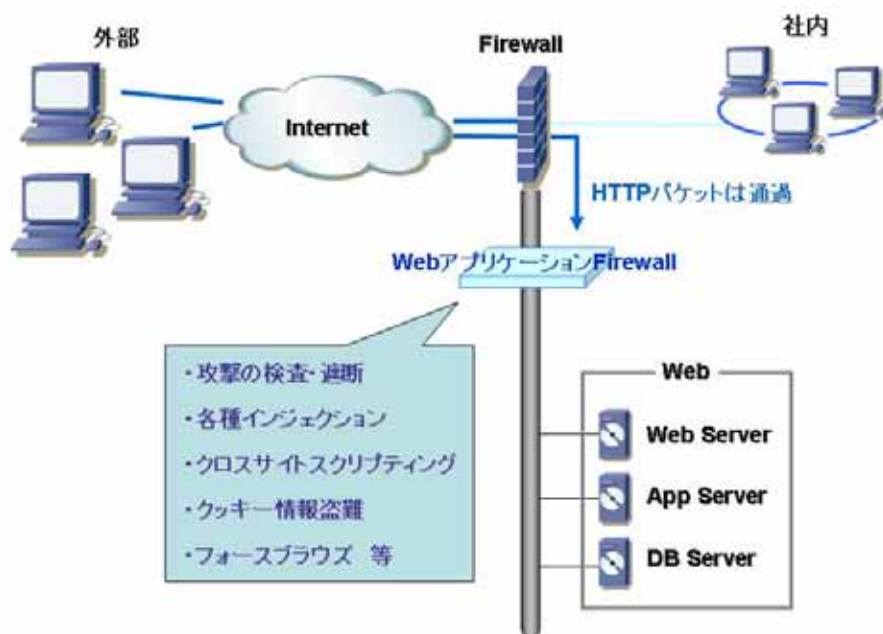 外部
Firewall
社内
Internet
HTTPパケットは通過
WebアプリケーションFirewall
・攻撃の検査・遮断
・各種インジェクション
・クロスサイトスクリプティング
・クッキー情報盗難
・フォースブラウズ 等
Web
Web Server
App Server
DB Server